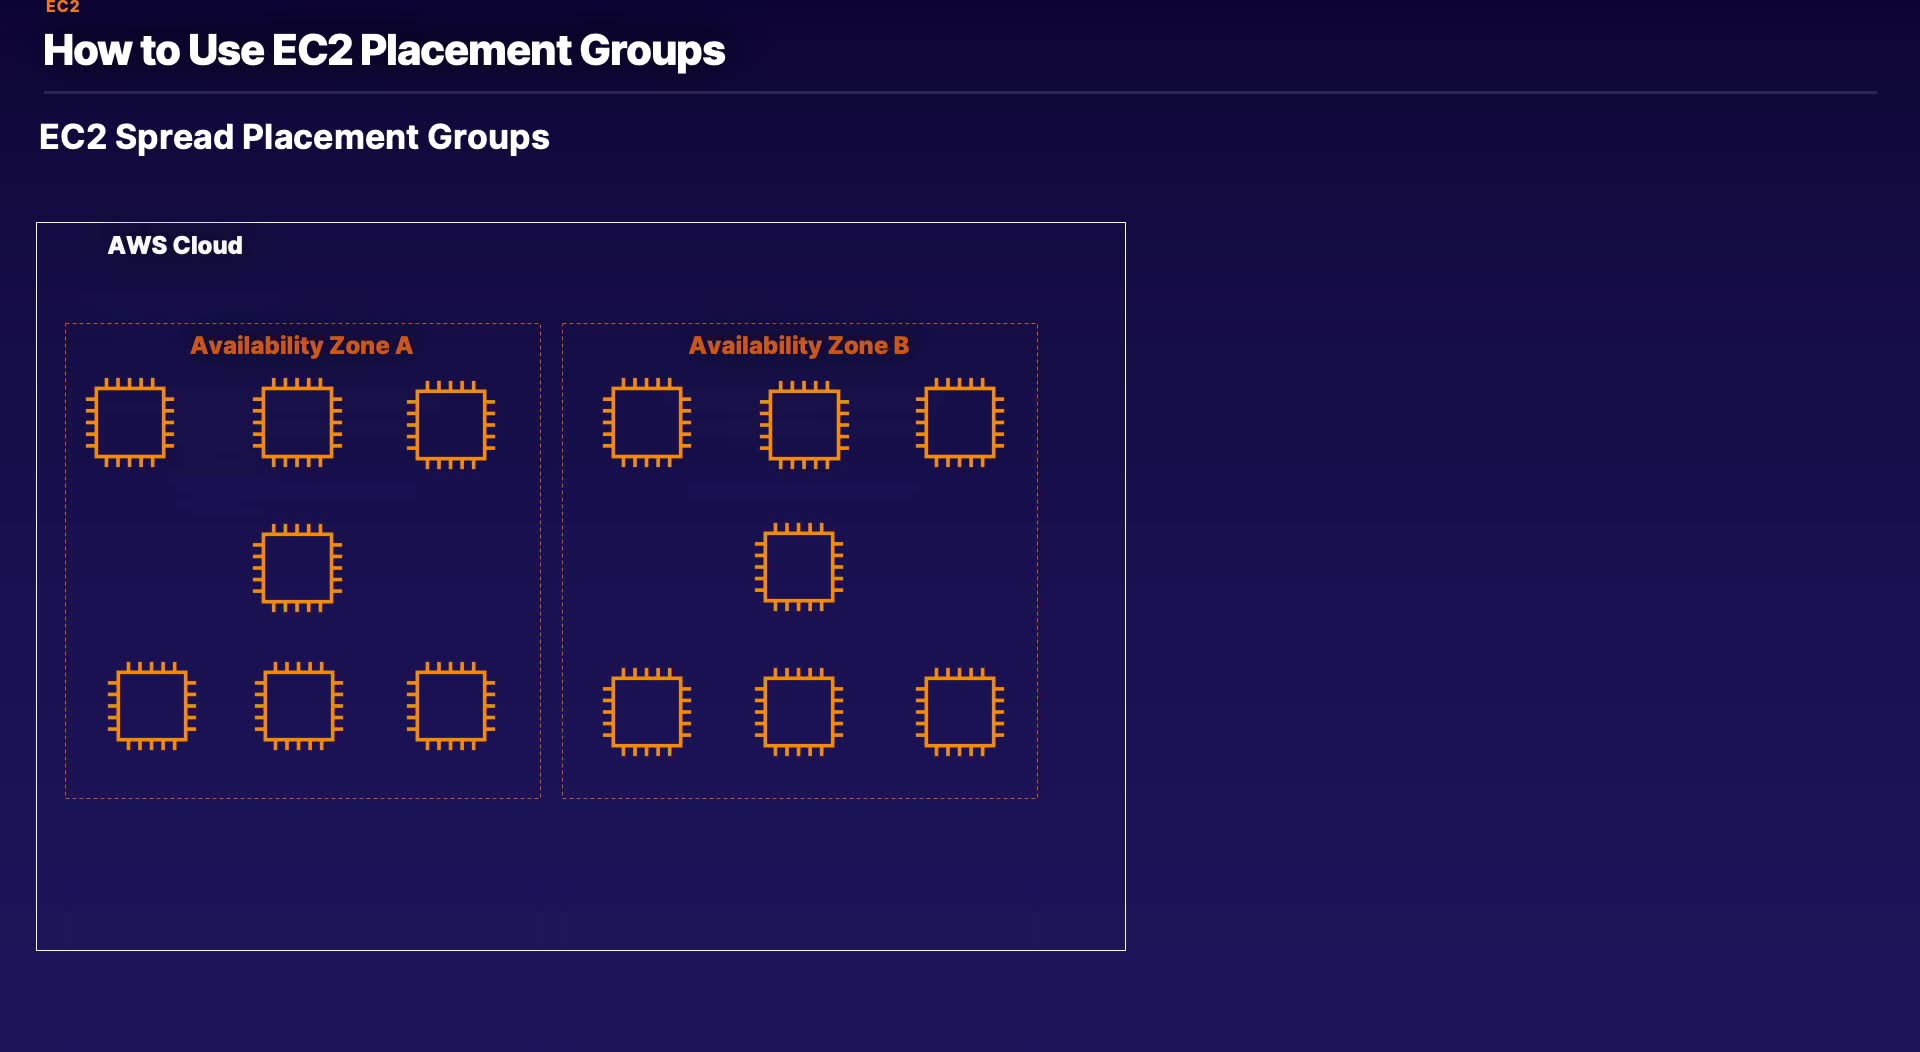 EC2
How to Use EC2 Placement Groups
EC2 Spread Placement Groups
AWS Cloud
Availability Zone A
Availability Zone B